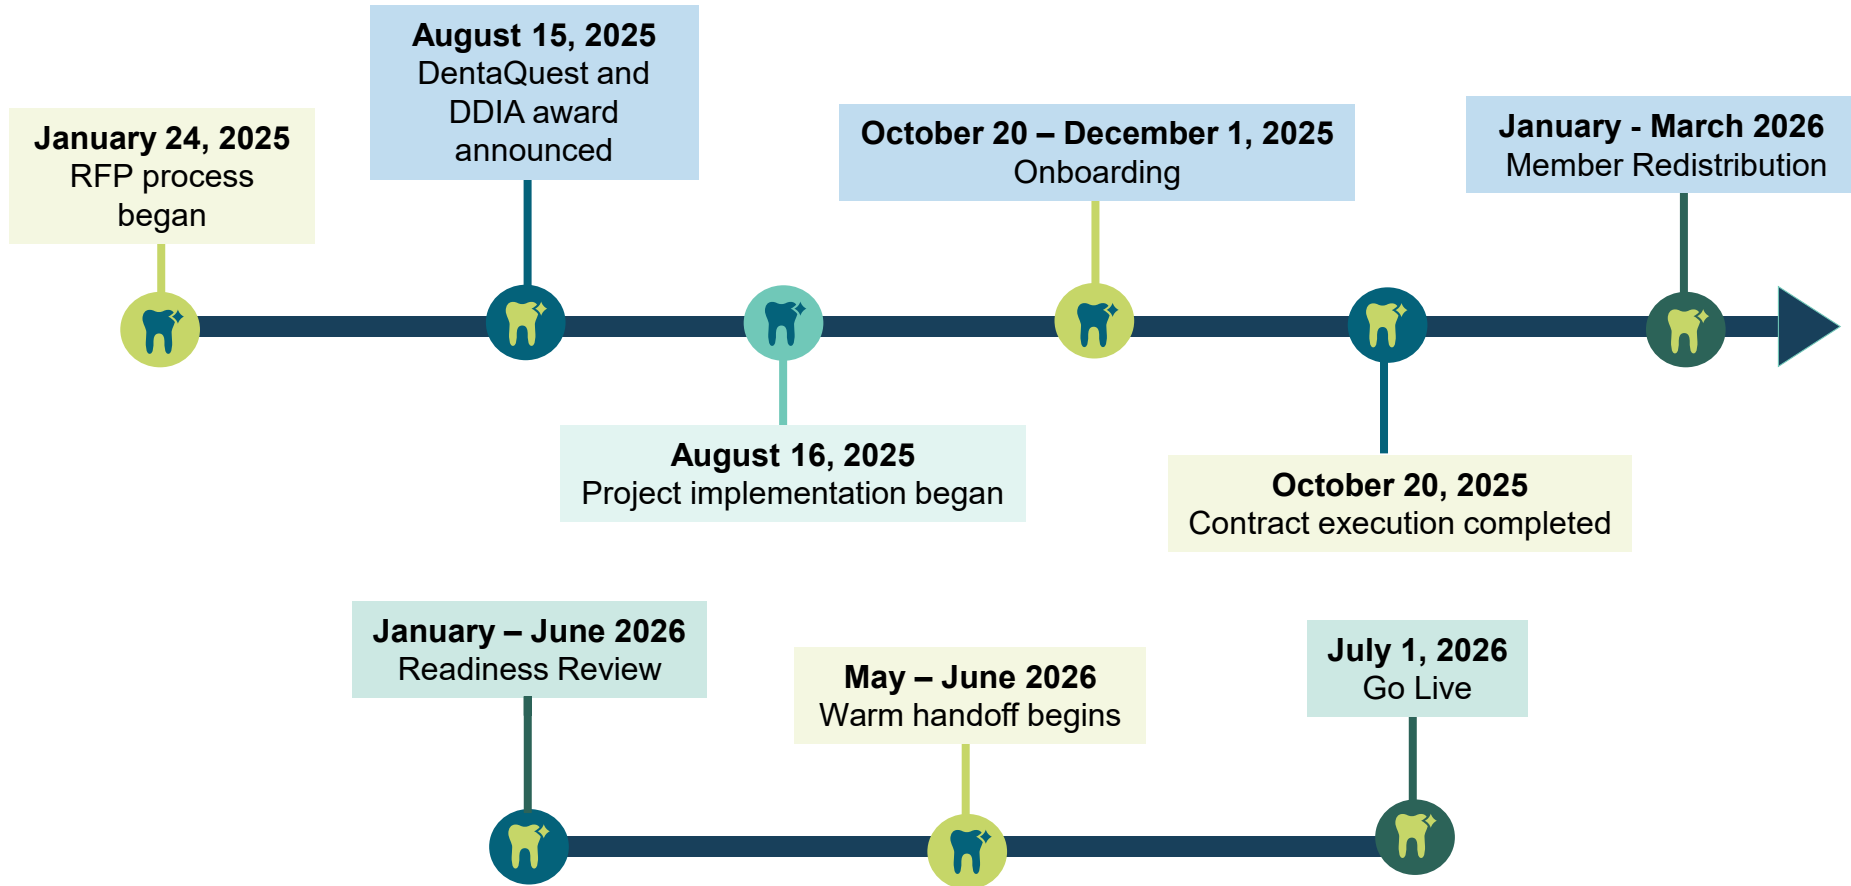 January 24, 2025
RFP process
began
August 15, 2025
DentaQuest and
DDIA award
announced
August 16, 2025
Project implementation began
October 20 – December 1, 2025
Onboarding
October 20, 2025
Contract execution completed
January - March 2026
Member Redistribution
January – June 2026
Readiness Review
May – June 2026
Warm handoff begins
July 1, 2026
Go Live